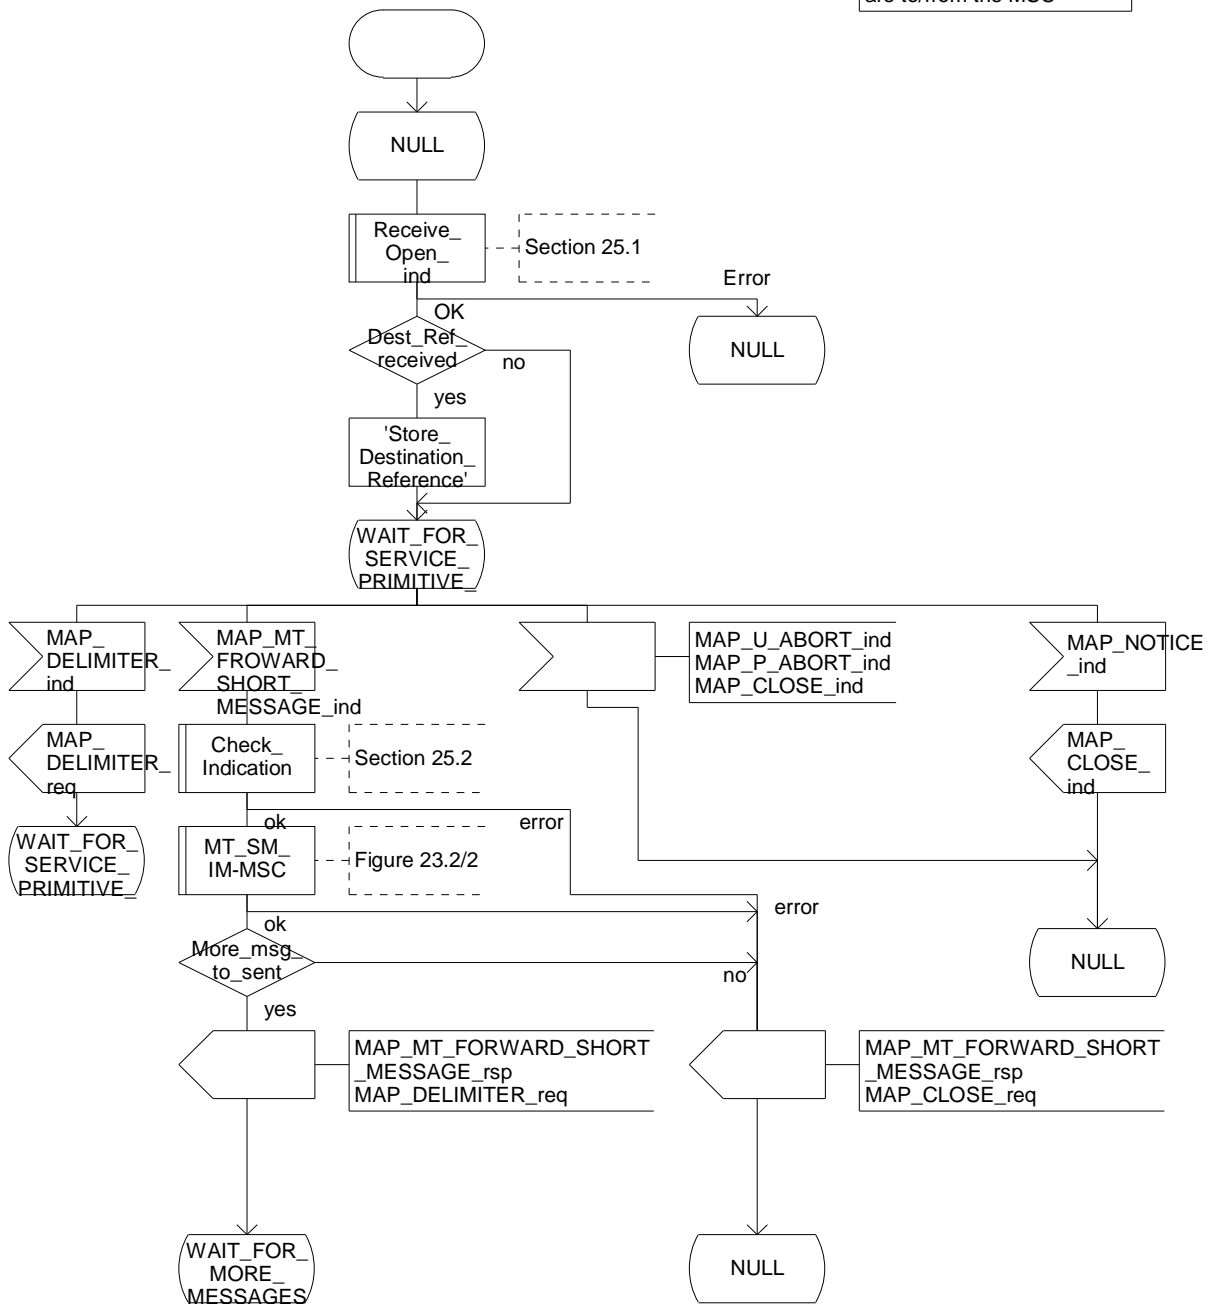 are to/from the MSC
NULL
Receive_
Open_
ind
Section 25.1
Error
OK
Dest_Ref_
received
no
NULL
yes
'Store_
Destination_
Reference'
WAIT_FOR_
SERVICE_
PRIMITIVE_
MAP_
DELIMITER_
ind
MAP_MT_
FROWARD_
SHORT_
MESSAGE_ind
MAP_U_ABORT_ind
MAP_P_ABORT_ind
MAP_CLOSE_ind
MAP_NOTICE
_ind
MAP_
DELIMITER_
req
Check_
Indication
Section 25.2
MAP_
CLOSE_
ind
ok
error
WAIT_FOR_
SERVICE_
PRIMITIVE_
MT_SM_
IM-MSC
Figure 23.2/2
ok
error
More_msg_
to_sent
no
NULL
yes
MAP_MT_FORWARD_SHORT
_MESSAGE_rsp
MAP_DELIMITER_req
MAP_MT_FORWARD_SHORT
_MESSAGE_rsp
MAP_CLOSE_req
WAIT_FOR_
MORE_
MESSAGES
NULL